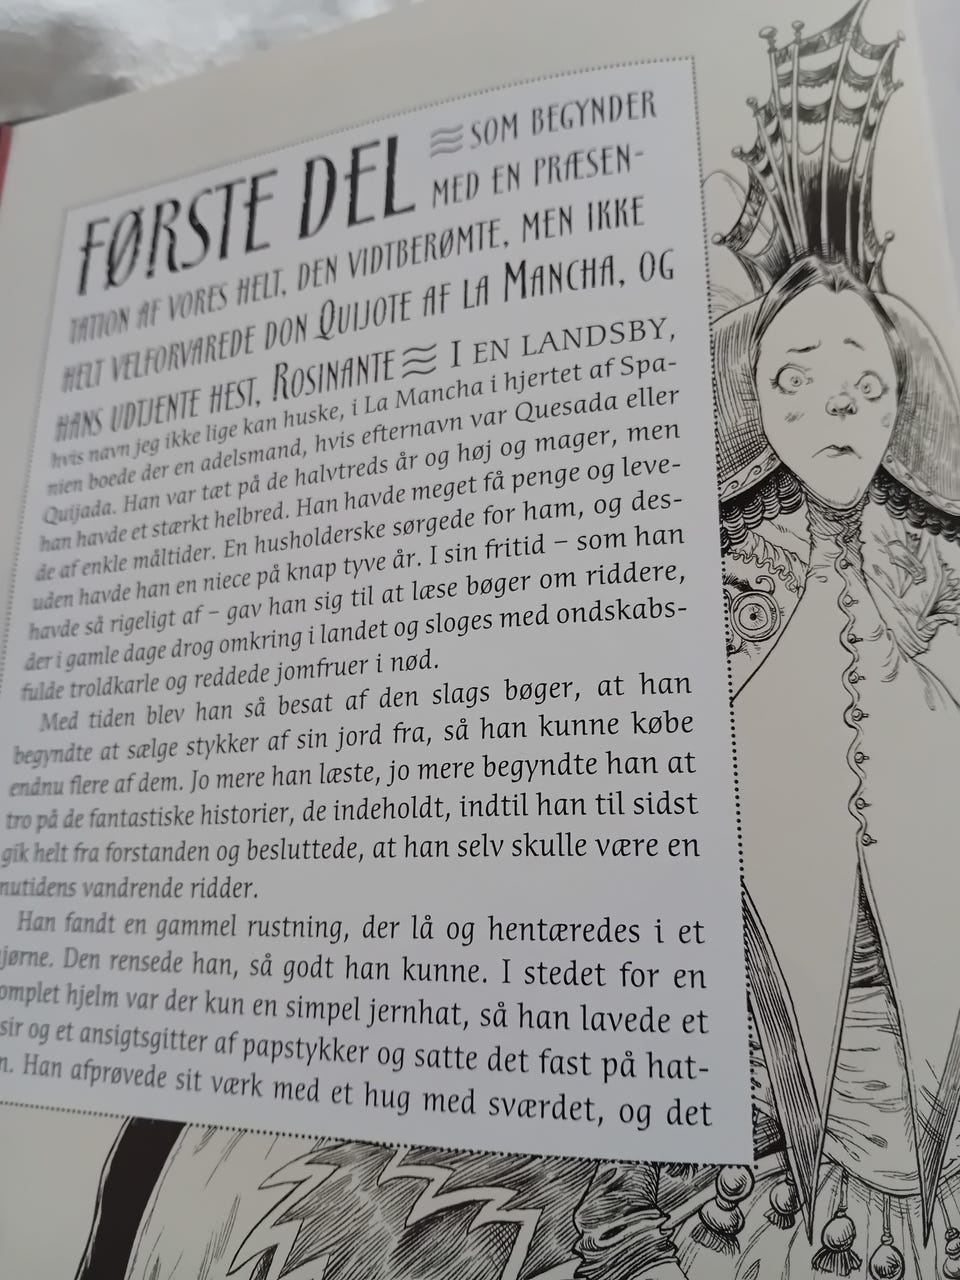 FØRSTE DEL ≈ SOM BEGYNDER
MED EN PRÆSEN-
TATION AF VORES HELT, DEN VIDTBERØMTE, MEN IKKE
HELT VELFORVAREDE DON QUIJOTE AF LA MANCHA, OG
HANS UDTJENTE HEST, ROSINANTE ≈ I EN LANDSBY,
hvis navn jeg ikke lige kan huske, i La Mancha i hjertet af Spa-
nien boede der en adelsmand, hvis efternavn var Quesada eller
Quijada. Han var tæt på de halvtreds år og høj og mager, men
han havde et stærkt helbred. Han havde meget få penge og leve-
de af enkle måltider. En husholderske sørgede for ham, og des-
uden havde han en niece på knap tyve år. I sin fritid – som han
havde så rigeligt af – gav han sig til at læse bøger om riddere,
der i gamle dage drog omkring i landet og sloges med ondskabs-
fulde troldkarle og reddede jomfruer i nød.
Med tiden blev han så besat af den slags bøger, at han
begyndte at sælge stykker af sin jord fra, så han kunne købe
endnu flere af dem. Jo mere han læste, jo mere begyndte han at
tro på de fantastiske historier, de indeholdt, indtil han til sidst
gik helt fra forstanden og besluttede, at han selv skulle være en
nutidens vandrende ridder.
Han fandt en gammel rustning, der lå og hentæredes i et
jørne. Den rensede han, så godt han kunne. I stedet for en
omplet hjelm var der kun en simpel jernhat, så han lavede et
sir og et ansigtsgitter af papstykker og satte det fast på hat-
n. Han afprøvede sit værk med et hug med sværdet, og det